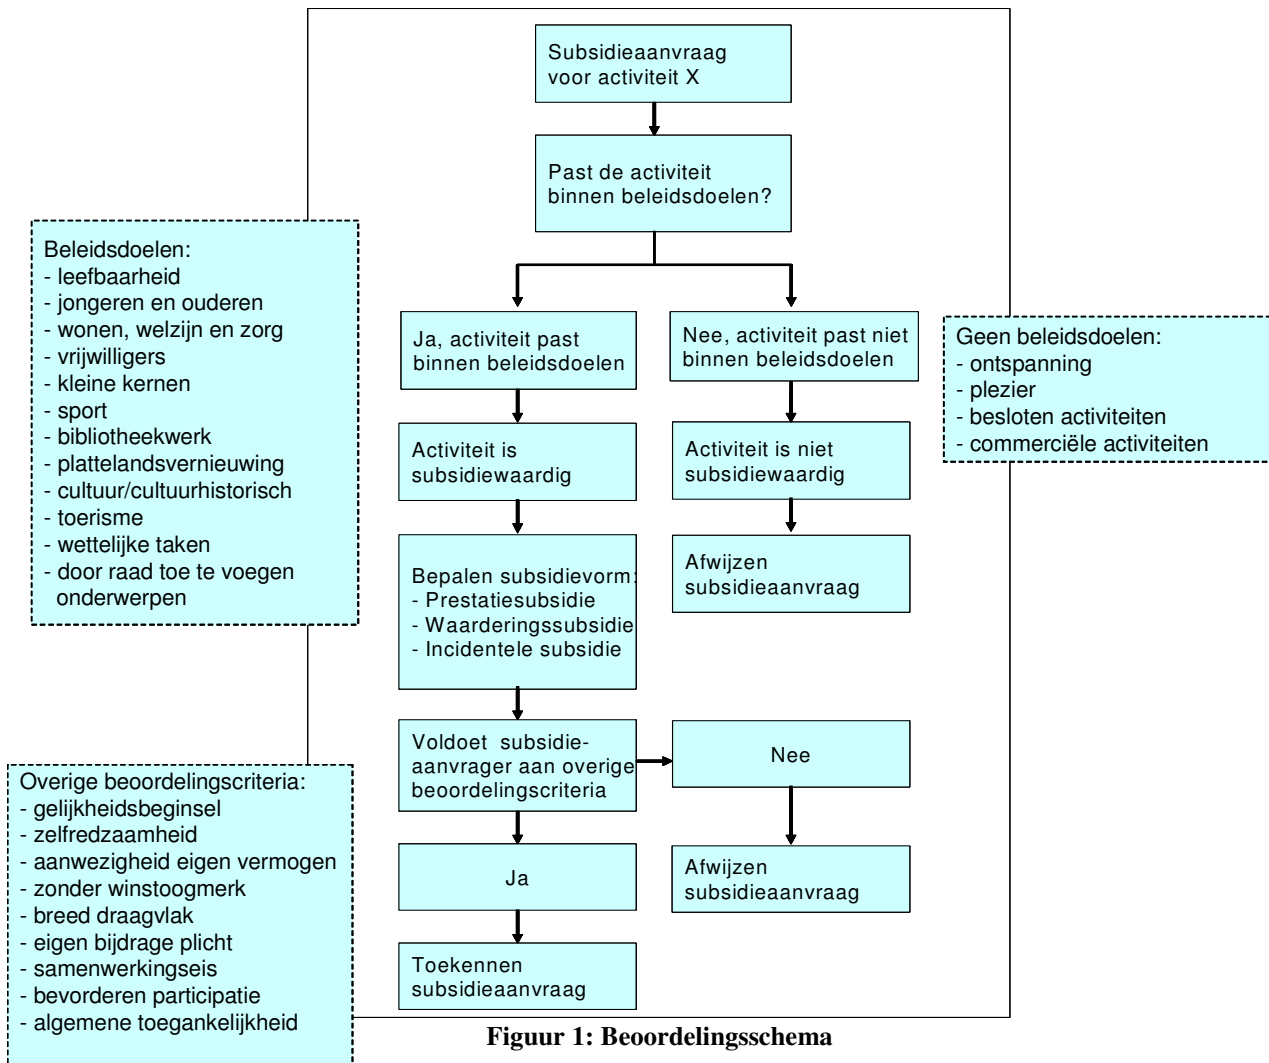 Subsidieaanvraag
voor activiteit X
Past de activiteit
binnen beleidsdoelen?
Beleidsdoelen:
- leefbaarheid
- jongeren en ouderen
- wonen, welzijn en zorg
- vrijwilligers
- kleine kernen
- sport
- bibliotheekwerk
- plattelandsvernieuwing
- cultuur/cultuurhistorisch
- toerisme
- wettelijke taken
- door raad toe te voegen
onderwerpen
Ja, activiteit past
binnen beleidsdoelen
Nee, activiteit past niet
binnen beleidsdoelen
Geen beleidsdoelen:
- ontspanning
- plezier
- besloten activiteiten
- commerciële activiteiten
Activiteit is
subsidiewaardig
Activiteit is niet
subsidiewaardig
Bepalen subsidievorm:
- Prestatiesubsidie
- Waarderingssubsidie
- Incidentele subsidie
Afwijzen
subsidieaanvraag
Voldoet subsidie-
aanvrager aan overige
beoordelingscriteria
Nee
Overige beoordelingscriteria:
- gelijkheidsbeginsel
- zelfredzaamheid
- aanwezigheid eigen vermogen
- zonder winstoogmerk
- breed draagvlak
- eigen bijdrage plicht
- samenwerkingseis
- bevorderen participatie
- algemene toegankelijkheid
Ja
Afwijzen
subsidieaanvraag
Toekennen
subsidieaanvraag
Figuur 1: Beoordelingsschema